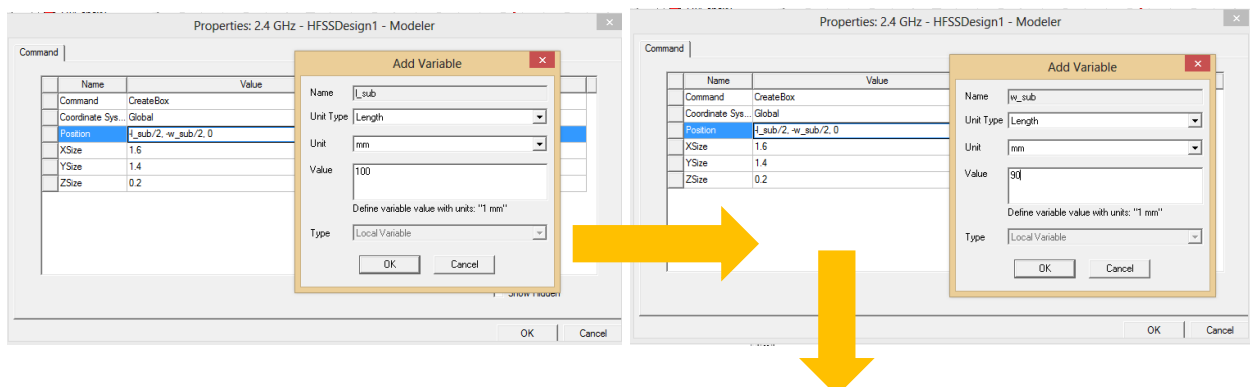 Properties: 2.4 GHz - HFSSDesign1 - Modeler
Command
Name Value
Command CreateBox
Coordinate Sys... Global
Position -l_sub/2, -w_sub/2, 0
XSize 1.6
YSize 1.4
ZSize 0.2
Add Variable
Name l_sub
Unit Type Length
Unit mm
Value 100
Define variable value with units: "1 mm"
Type Local Variable
OK Cancel
Show Hidden
OK Cancel
Properties: 2.4 GHz - HFSSDesign1 - Modeler
Command
Name Value
Command CreateBox
Coordinate Sys... Global
Position -l_sub/2, -w_sub/2, 0
XSize 1.6
YSize 1.4
ZSize 0.2
Add Variable
Name w_sub
Unit Type Length
Unit mm
Value 90
Define variable value with units: "1 mm"
Type Local Variable
OK Cancel
OK Cancel